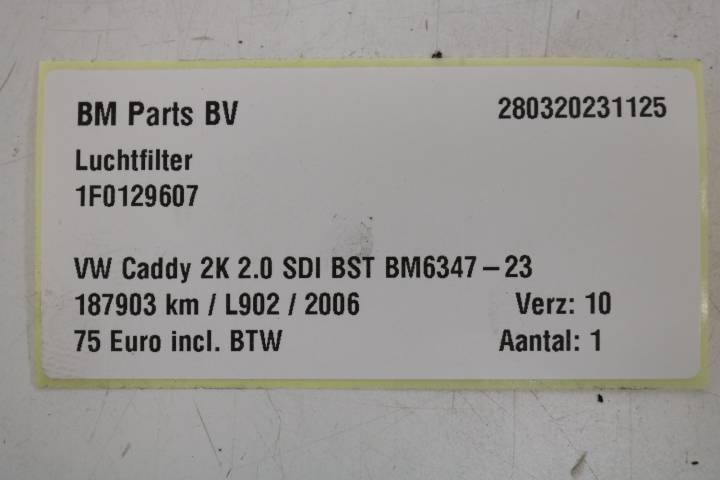 BM Parts BV 280320231125
Luchtfilter
1F0129607
VW Caddy 2K 2.0 SDI BST BM6347-23
187903 km / L902 / 2006 Verz: 10
75 Euro incl. BTW Aantal: 1